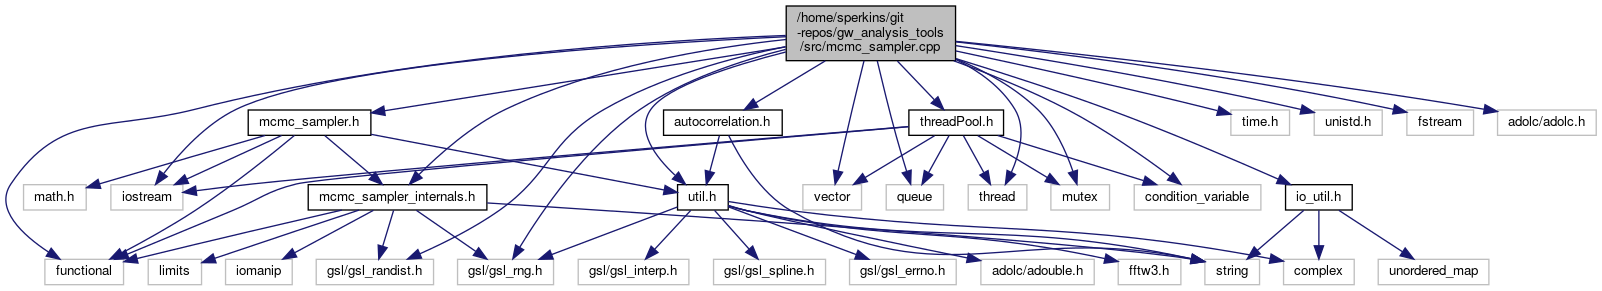 /home/sperkins/git
-repos/gw_analysis_tools
/src/mcmc_sampler.cpp
mcmc_sampler.h
autocorrelation.h
threadPool.h
time.h
unistd.h
fstream
adolc/adolc.h
math.h
iostream
mcmc_sampler_internals.h
util.h
vector
queue
thread
mutex
condition_variable
io_util.h
functional
limits
iomanip
gsl/gsl_randist.h
gsl/gsl_rng.h
gsl/gsl_interp.h
gsl/gsl_spline.h
gsl/gsl_errno.h
adolc/adouble.h
fftw3.h
string
complex
unordered_map